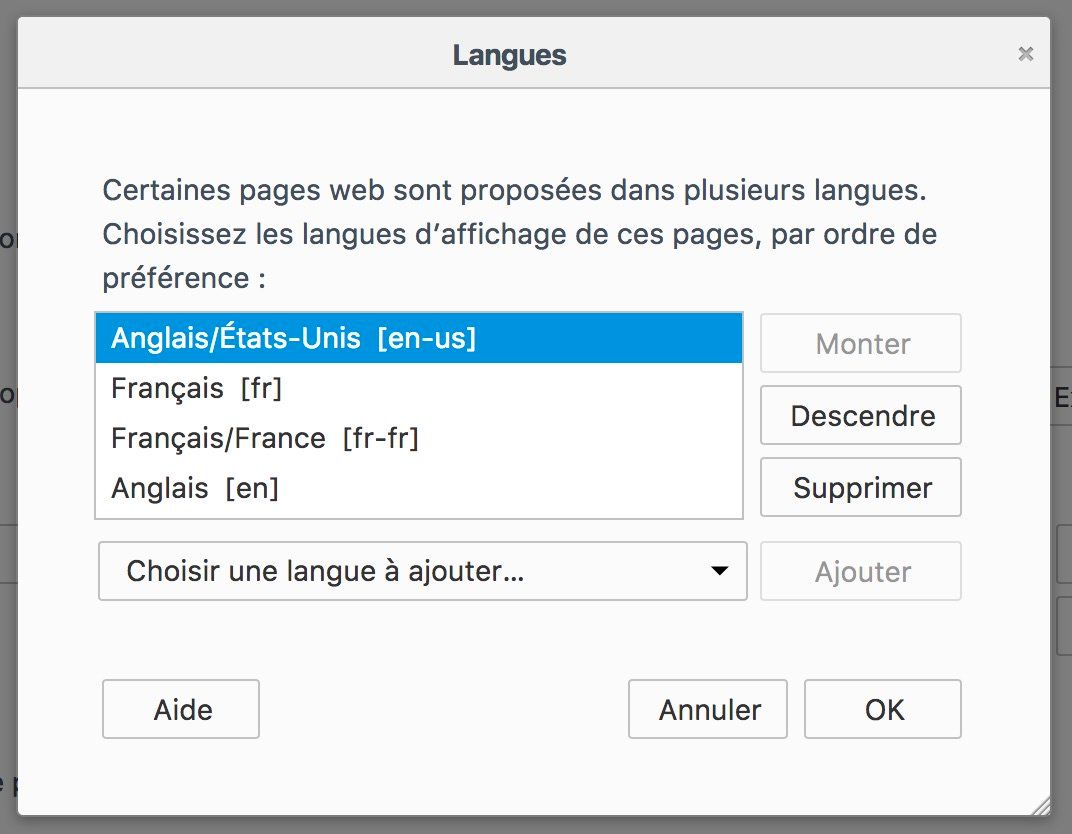 Langues
Certaines pages web sont proposées dans plusieurs langues.
Choisissez les langues d’affichage de ces pages, par ordre de
préférence :
Anglais/États-Unis [en-us]
Français [fr]
Français/France [fr-fr]
Anglais [en]
Monter
Descendre
Supprimer
Choisir une langue à ajouter...
Ajouter
Aide
Annuler
OK